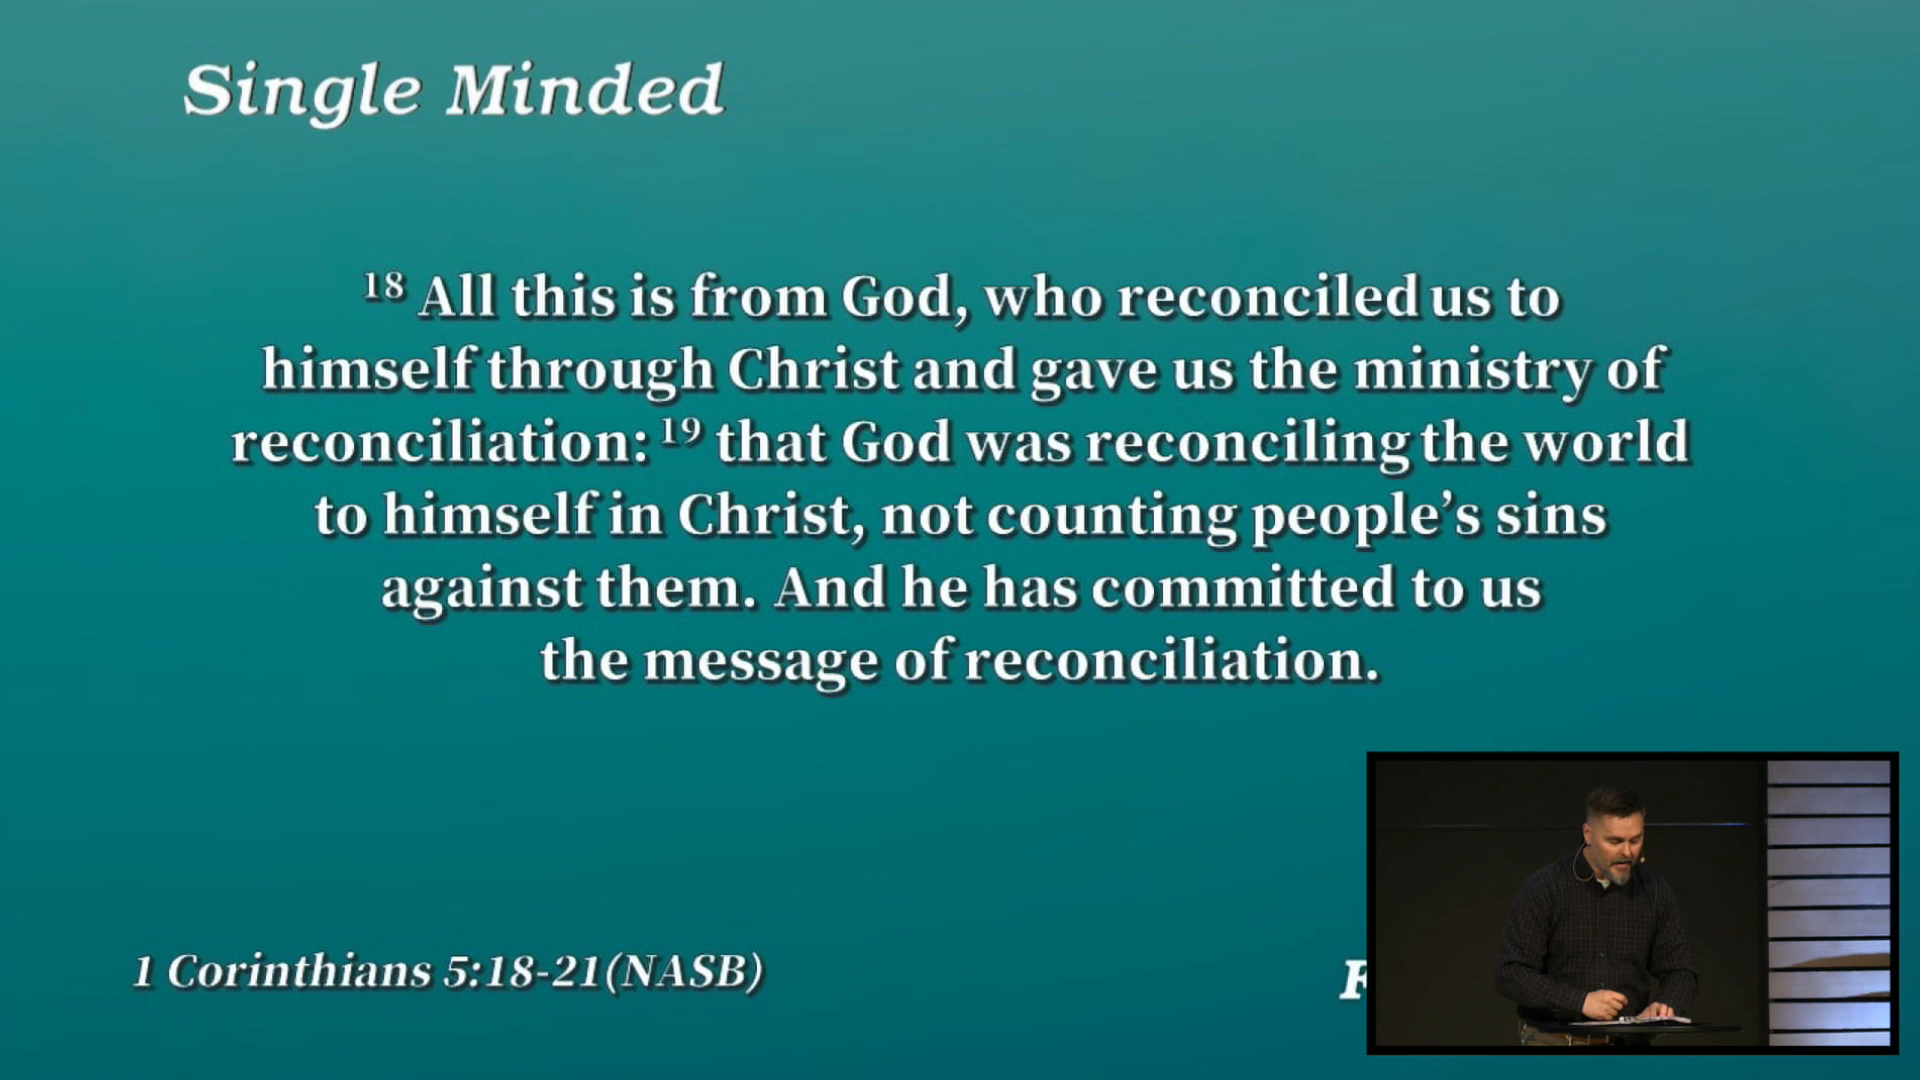 Single Minded
18 All this is from God, who reconciled us to
himself through Christ and gave us the ministry of
reconciliation: 19 that God was reconciling the world
to himself in Christ, not counting people’s sins
against them. And he has committed to us
the message of reconciliation.
1 Corinthians 5:18-21(NASB)